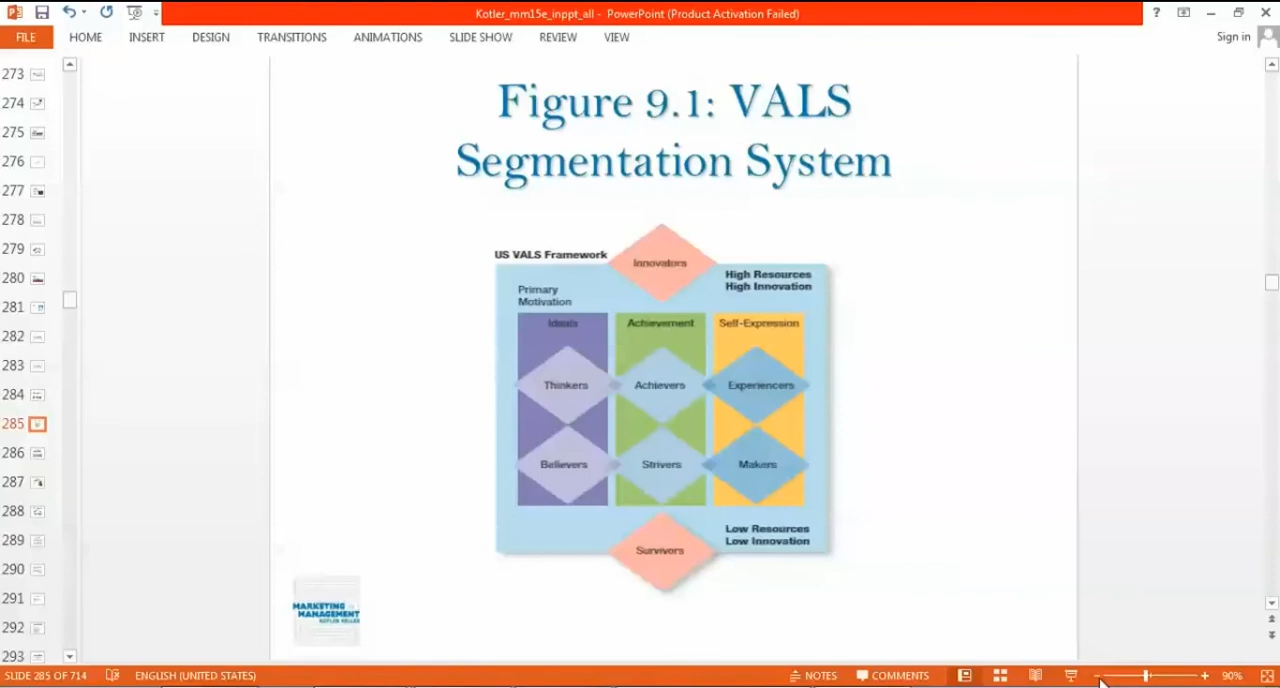 Kotler_mm15e_inppt_all - PowerPoint (Product Activation Failed)
?
FILE HOME INSERT DESIGN TRANSITIONS ANIMATIONS SLIDE SHOW REVIEW VIEW
Sign in
273
274
275
276
277
278
279
280
281
282
283
284
285
286
287
288
289
290
291
292
293
Figure 9.1: VALS
Segmentation System
US VALS Framework
Innovators
High Resources
High Innovation
Primary
Motivation
Ideals Achievement Self-Expression
Thinkers Achievers Experiencers
Believers Strivers Makers
Low Resources
Low Innovation
Survivors
MARKETING
MANAGEMENT
KOTLER KELLER
SLIDE 285 OF 714 ENGLISH (UNITED STATES) NOTES COMMENTS 90%